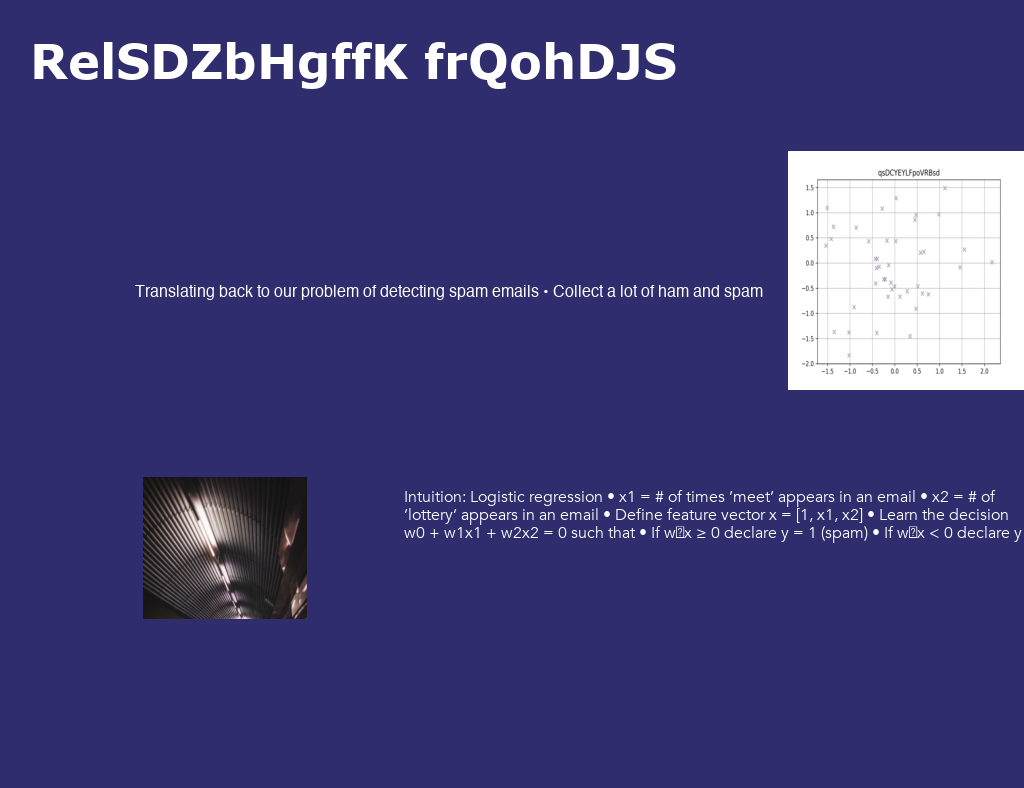 RelSDZbHgffK frQohDJS
qsDCYEYLFpoVRBsd
1.5
1.0
0.5
0.0
−0.5
−1.0
−1.5
−2.0
−1.5 −1.0 −0.5 0.0 0.5 1.0 1.5 2.0
Translating back to our problem of detecting spam emails • Collect a lot of ham and spam
Intuition: Logistic regression • x1 = # of times ‘meet’ appears in an email • x2 = # of
’lottery’ appears in an email • Define feature vector x = [1, x1, x2] • Learn the decision
w0 + w1x1 + w2x2 = 0 such that • If w⍰x ≥ 0 declare y = 1 (spam) • If w⍰x < 0 declare y